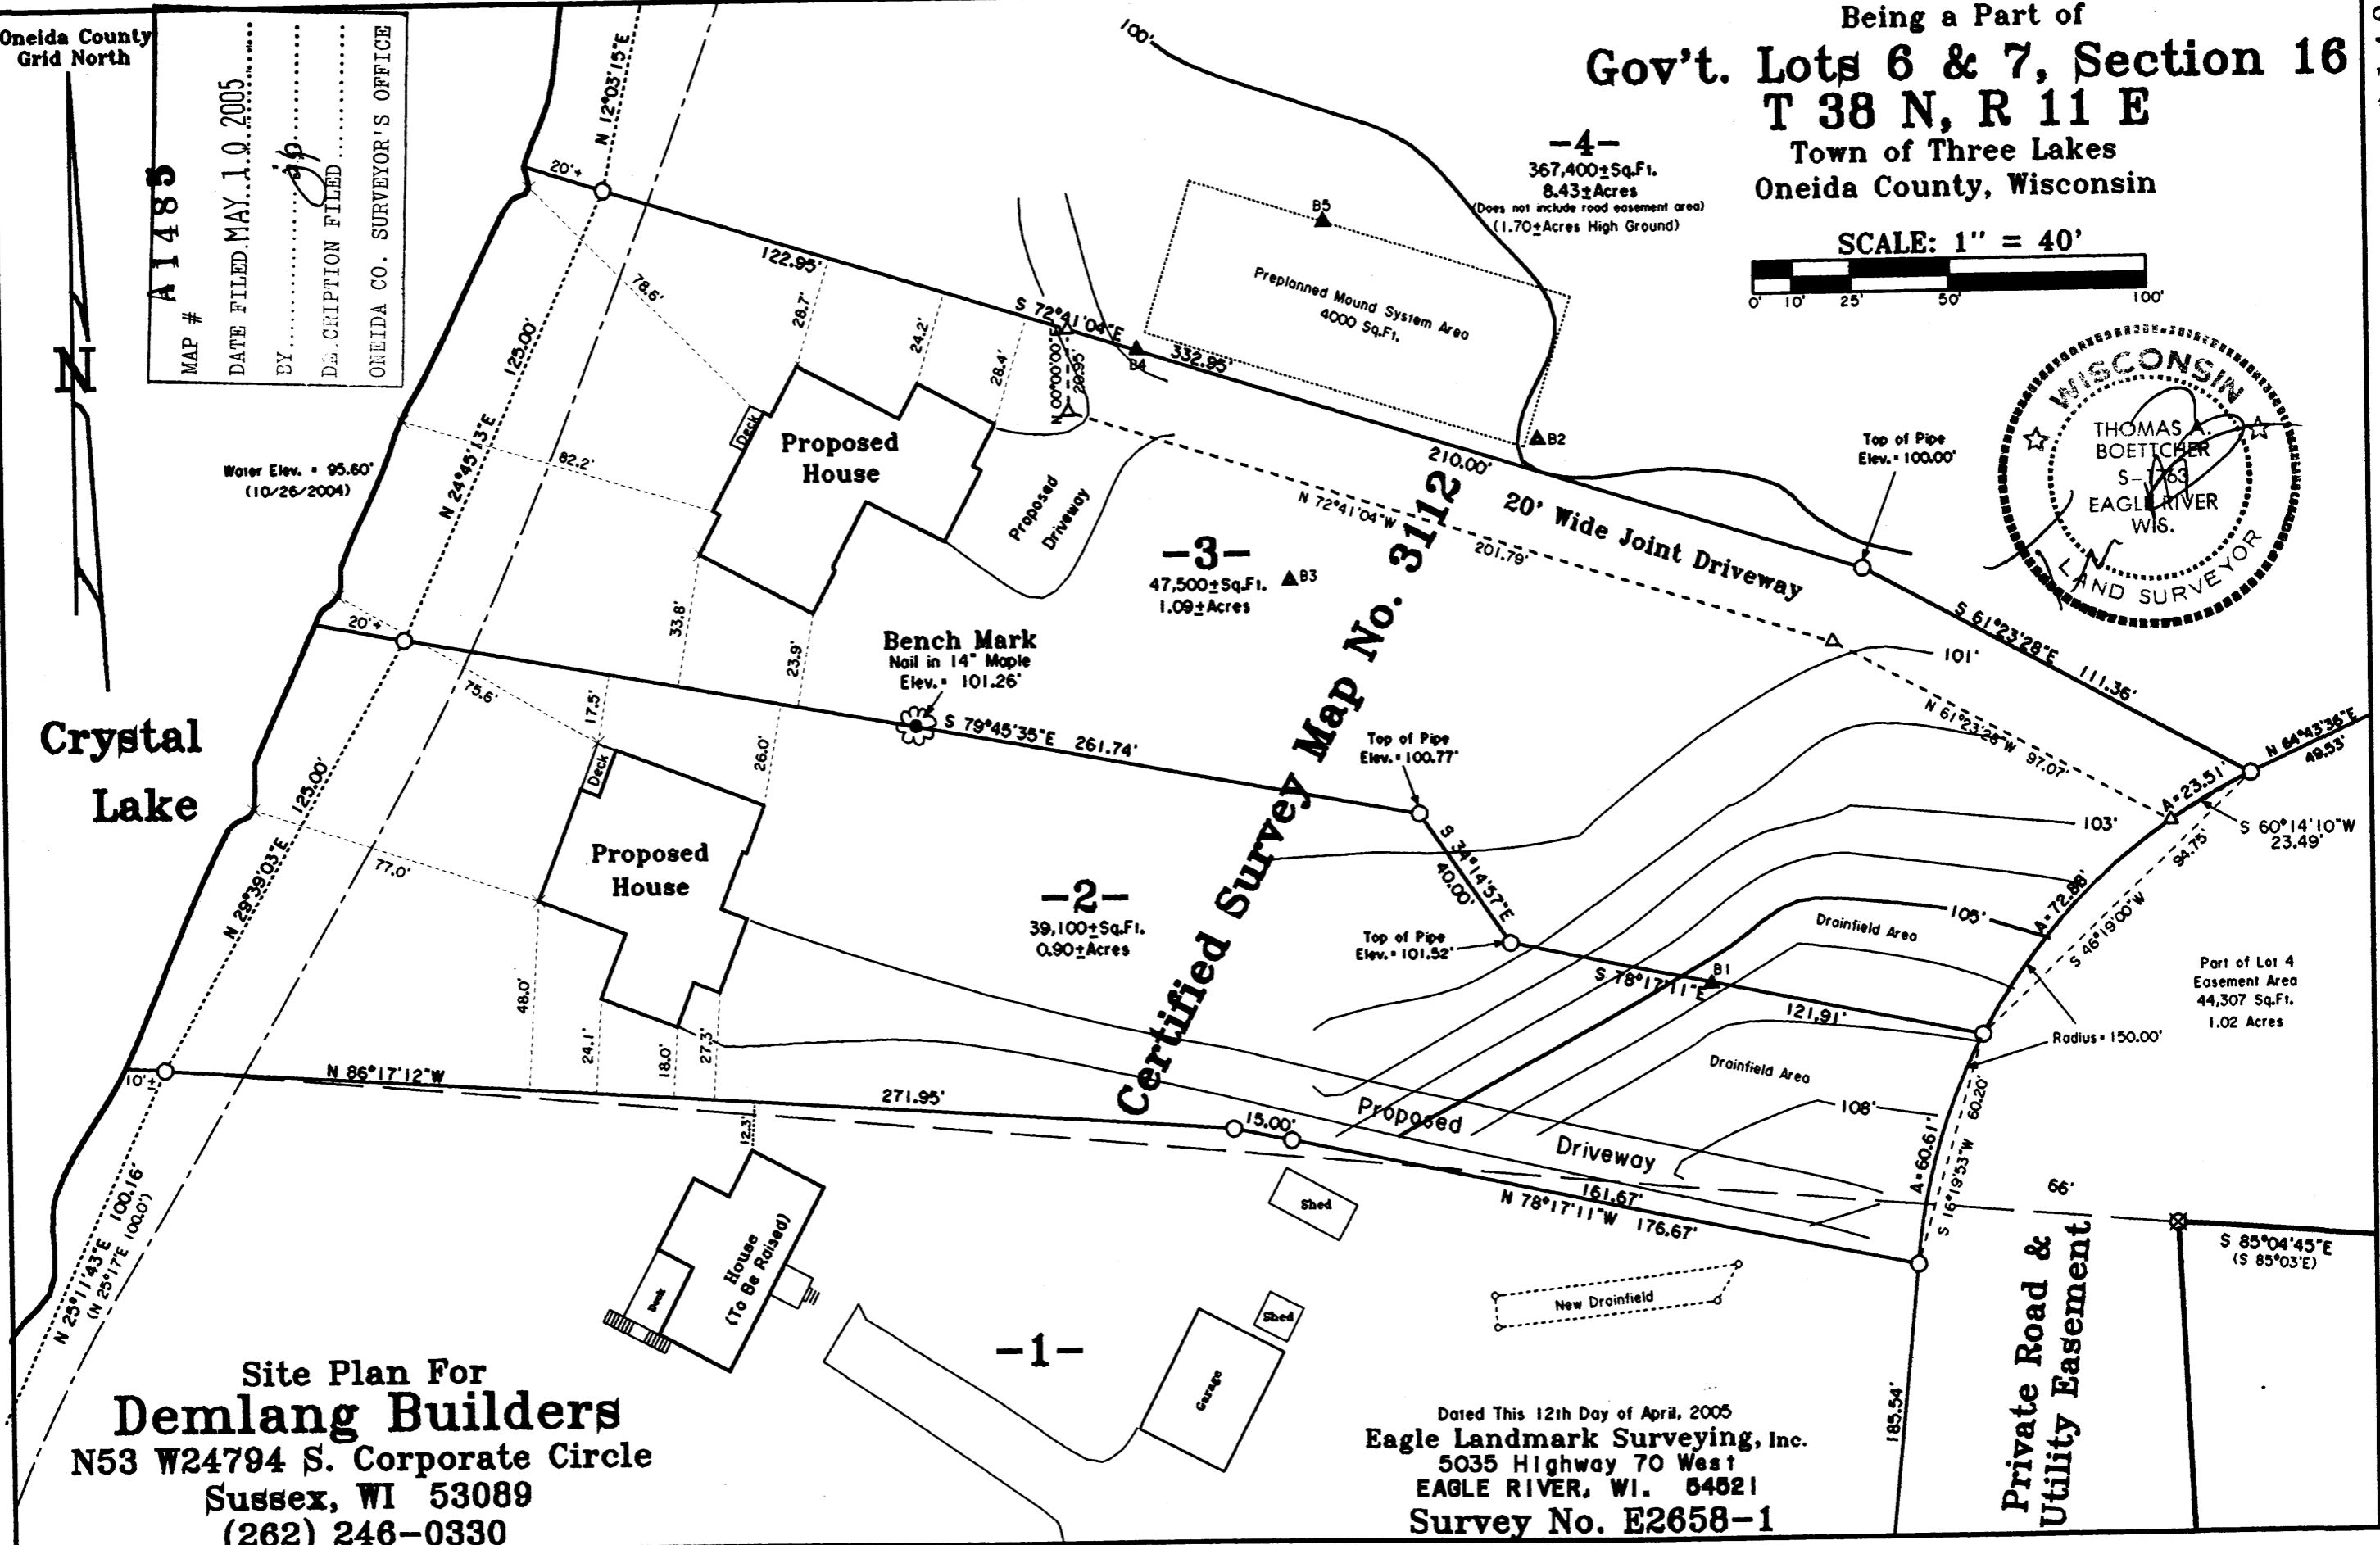 Oneida County
Grid North
N
MAP # A1485
DATE FILED MAY 10 2005
BY
DESCRIPTION FILED
ONEIDA CO. SURVEYOR'S OFFICE
Being a Part of
Gov't. Lots 6 & 7, Section 16
T 38 N, R 11 E
Town of Three Lakes
Oneida County, Wisconsin
SCALE: 1" = 40'
0' 10' 25' 50' 100'
WISCONSIN
THOMAS A.
BOETTCHER
S-1763
EAGLE RIVER
WIS.
LAND SURVEYOR
100'
-4-
367,400±Sq.Ft.
8.43±Acres
(Does not include road easement area)
(1.70±Acres High Ground)
B5
Preplanned Mound System Area
4000 Sq.Ft.
B2
B4
N 12°03'15"E
20'±
122.95'
S 72°41'04"E
332.95'
210.00'
N 00°00'00"E
20.95'
78.6'
28.7'
24.2'
28.4'
125.00'
N 24°45'13"E
82.2'
Water Elev. = 95.60'
(10/26/2004)
Deck
Proposed
House
Proposed
Driveway
33.8'
23.9'
-3-
47,500±Sq.Ft.
1.09±Acres
B3
N 72°41'04"W
201.79'
20' Wide Joint Driveway
Top of Pipe
Elev. = 100.00'
S 61°23'28"E 111.36'
N 61°23'28"W 97.07'
101'
103'
105'
108'
N 64°43'36"E
49.53'
A=23.51'
S 60°14'10"W
23.49'
A=72.88'
94.75'
S 46°19'00"W
Certified Survey Map No. 3112
Bench Mark
Nail in 14" Maple
Elev. = 101.26'
20'±
S 79°45'35"E 261.74'
Top of Pipe
Elev. = 100.77'
S 34°14'57"E
40.00'
Top of Pipe
Elev. = 101.52'
S 78°17'11"E
B1
121.91'
Drainfield Area
Drainfield Area
Part of Lot 4
Easement Area
44,307 Sq.Ft.
1.02 Acres
Radius = 150.00'
Crystal
Lake
125.00'
N 29°39'03"E
75.6'
17.5'
26.0'
77.0'
Deck
Proposed
House
48.0'
24.1'
18.0'
27.3'
-2-
39,100±Sq.Ft.
0.90±Acres
10'±
N 86°17'12"W
271.95'
15.00'
Proposed
Driveway
161.67'
N 78°17'11"W 176.67'
A=60.61'
S 16°19'53"W 60.20'
66'
S 85°04'45"E
(S 85°03'E)
12.3'
N 25°11'43"E 100.16'
(N 25°17'E 100.0')
House
(To Be Raised)
Deck
Shed
Shed
Garage
New Drainfield
-1-
185.54'
Private Road &
Utility Easement
Site Plan For
Demlang Builders
N53 W24794 S. Corporate Circle
Sussex, WI 53089
(262) 246-0330
Dated This 12th Day of April, 2005
Eagle Landmark Surveying, Inc.
5035 Highway 70 West
EAGLE RIVER, WI. 54521
Survey No. E2658-1